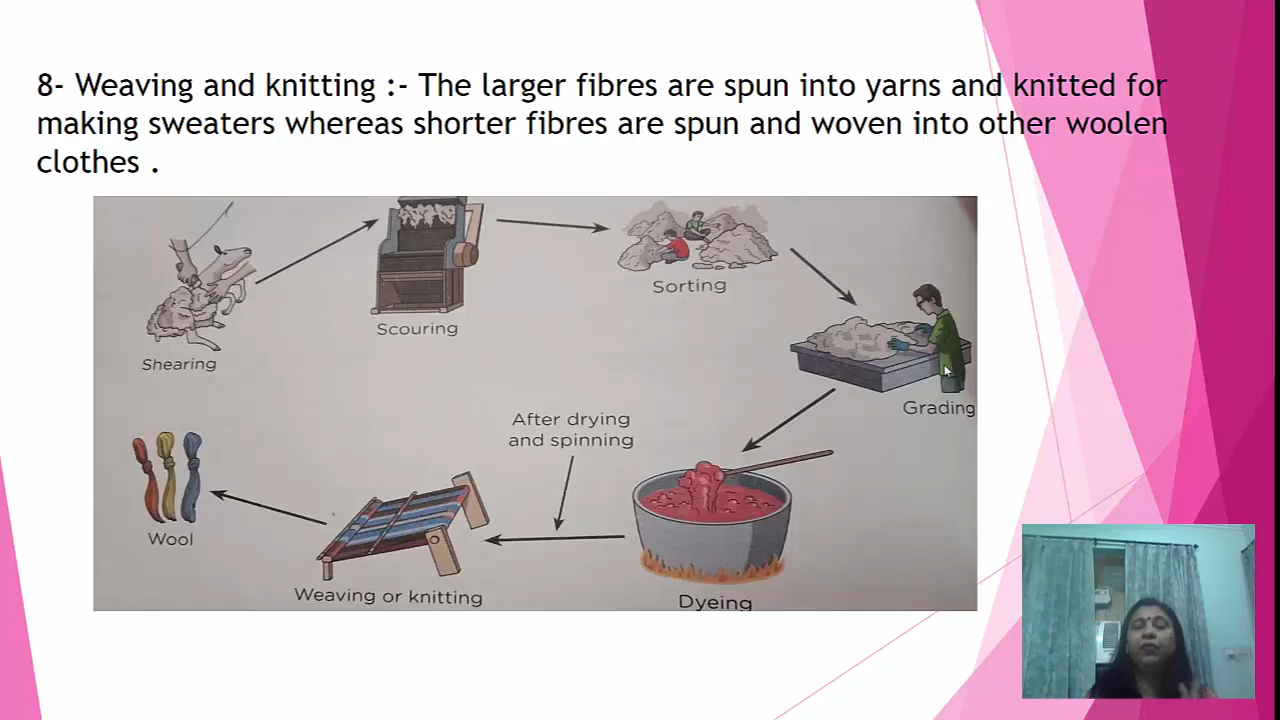 8- Weaving and knitting :- The larger fibres are spun into yarns and knitted for
making sweaters whereas shorter fibres are spun and woven into other woolen
clothes .
Shearing
Scouring
Sorting
Grading
After drying
and spinning
Wool
Weaving or knitting
Dyeing